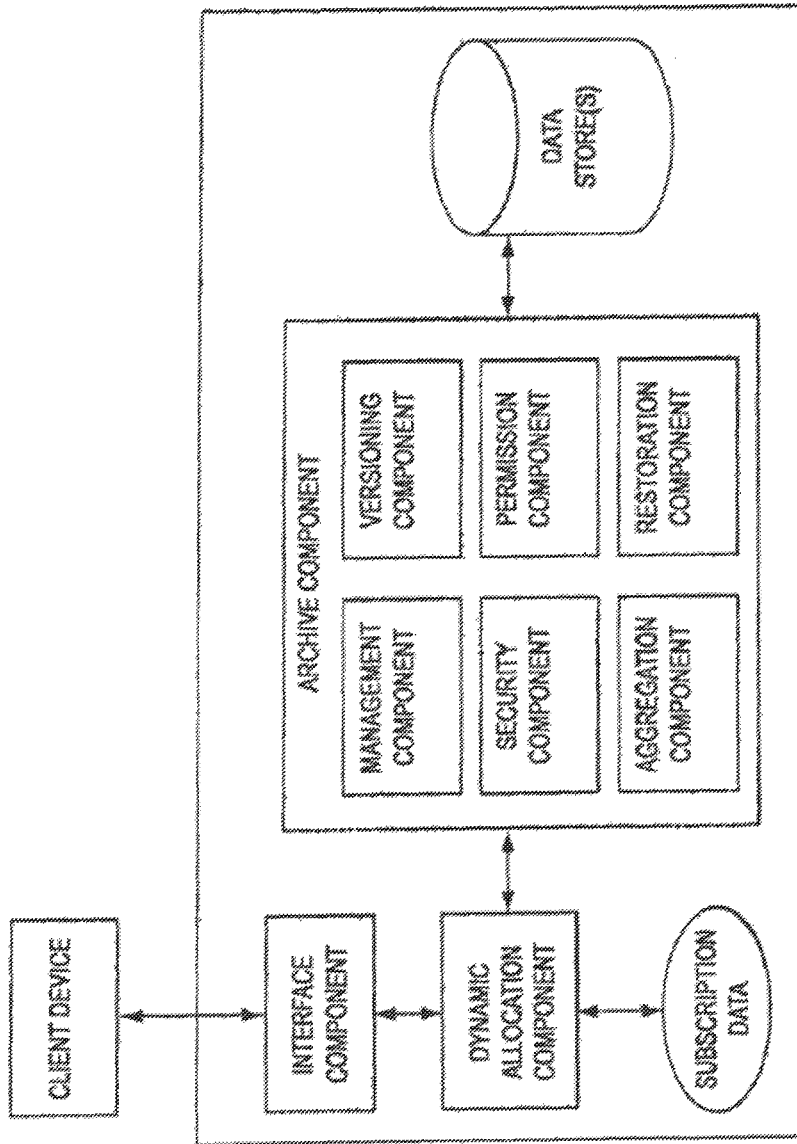 CLIENT DEVICE
INTERFACE
COMPONENT
DYNAMIC
ALLOCATION
COMPONENT
SUBSCRIPTION
DATA
ARCHIVE COMPONENT
MANAGEMENT
COMPONENT
VERSIONING
COMPONENT
SECURITY
COMPONENT
PERMISSION
COMPONENT
AGGREGATION
COMPONENT
RESTORATION
COMPONENT
DATA
STORE(S)